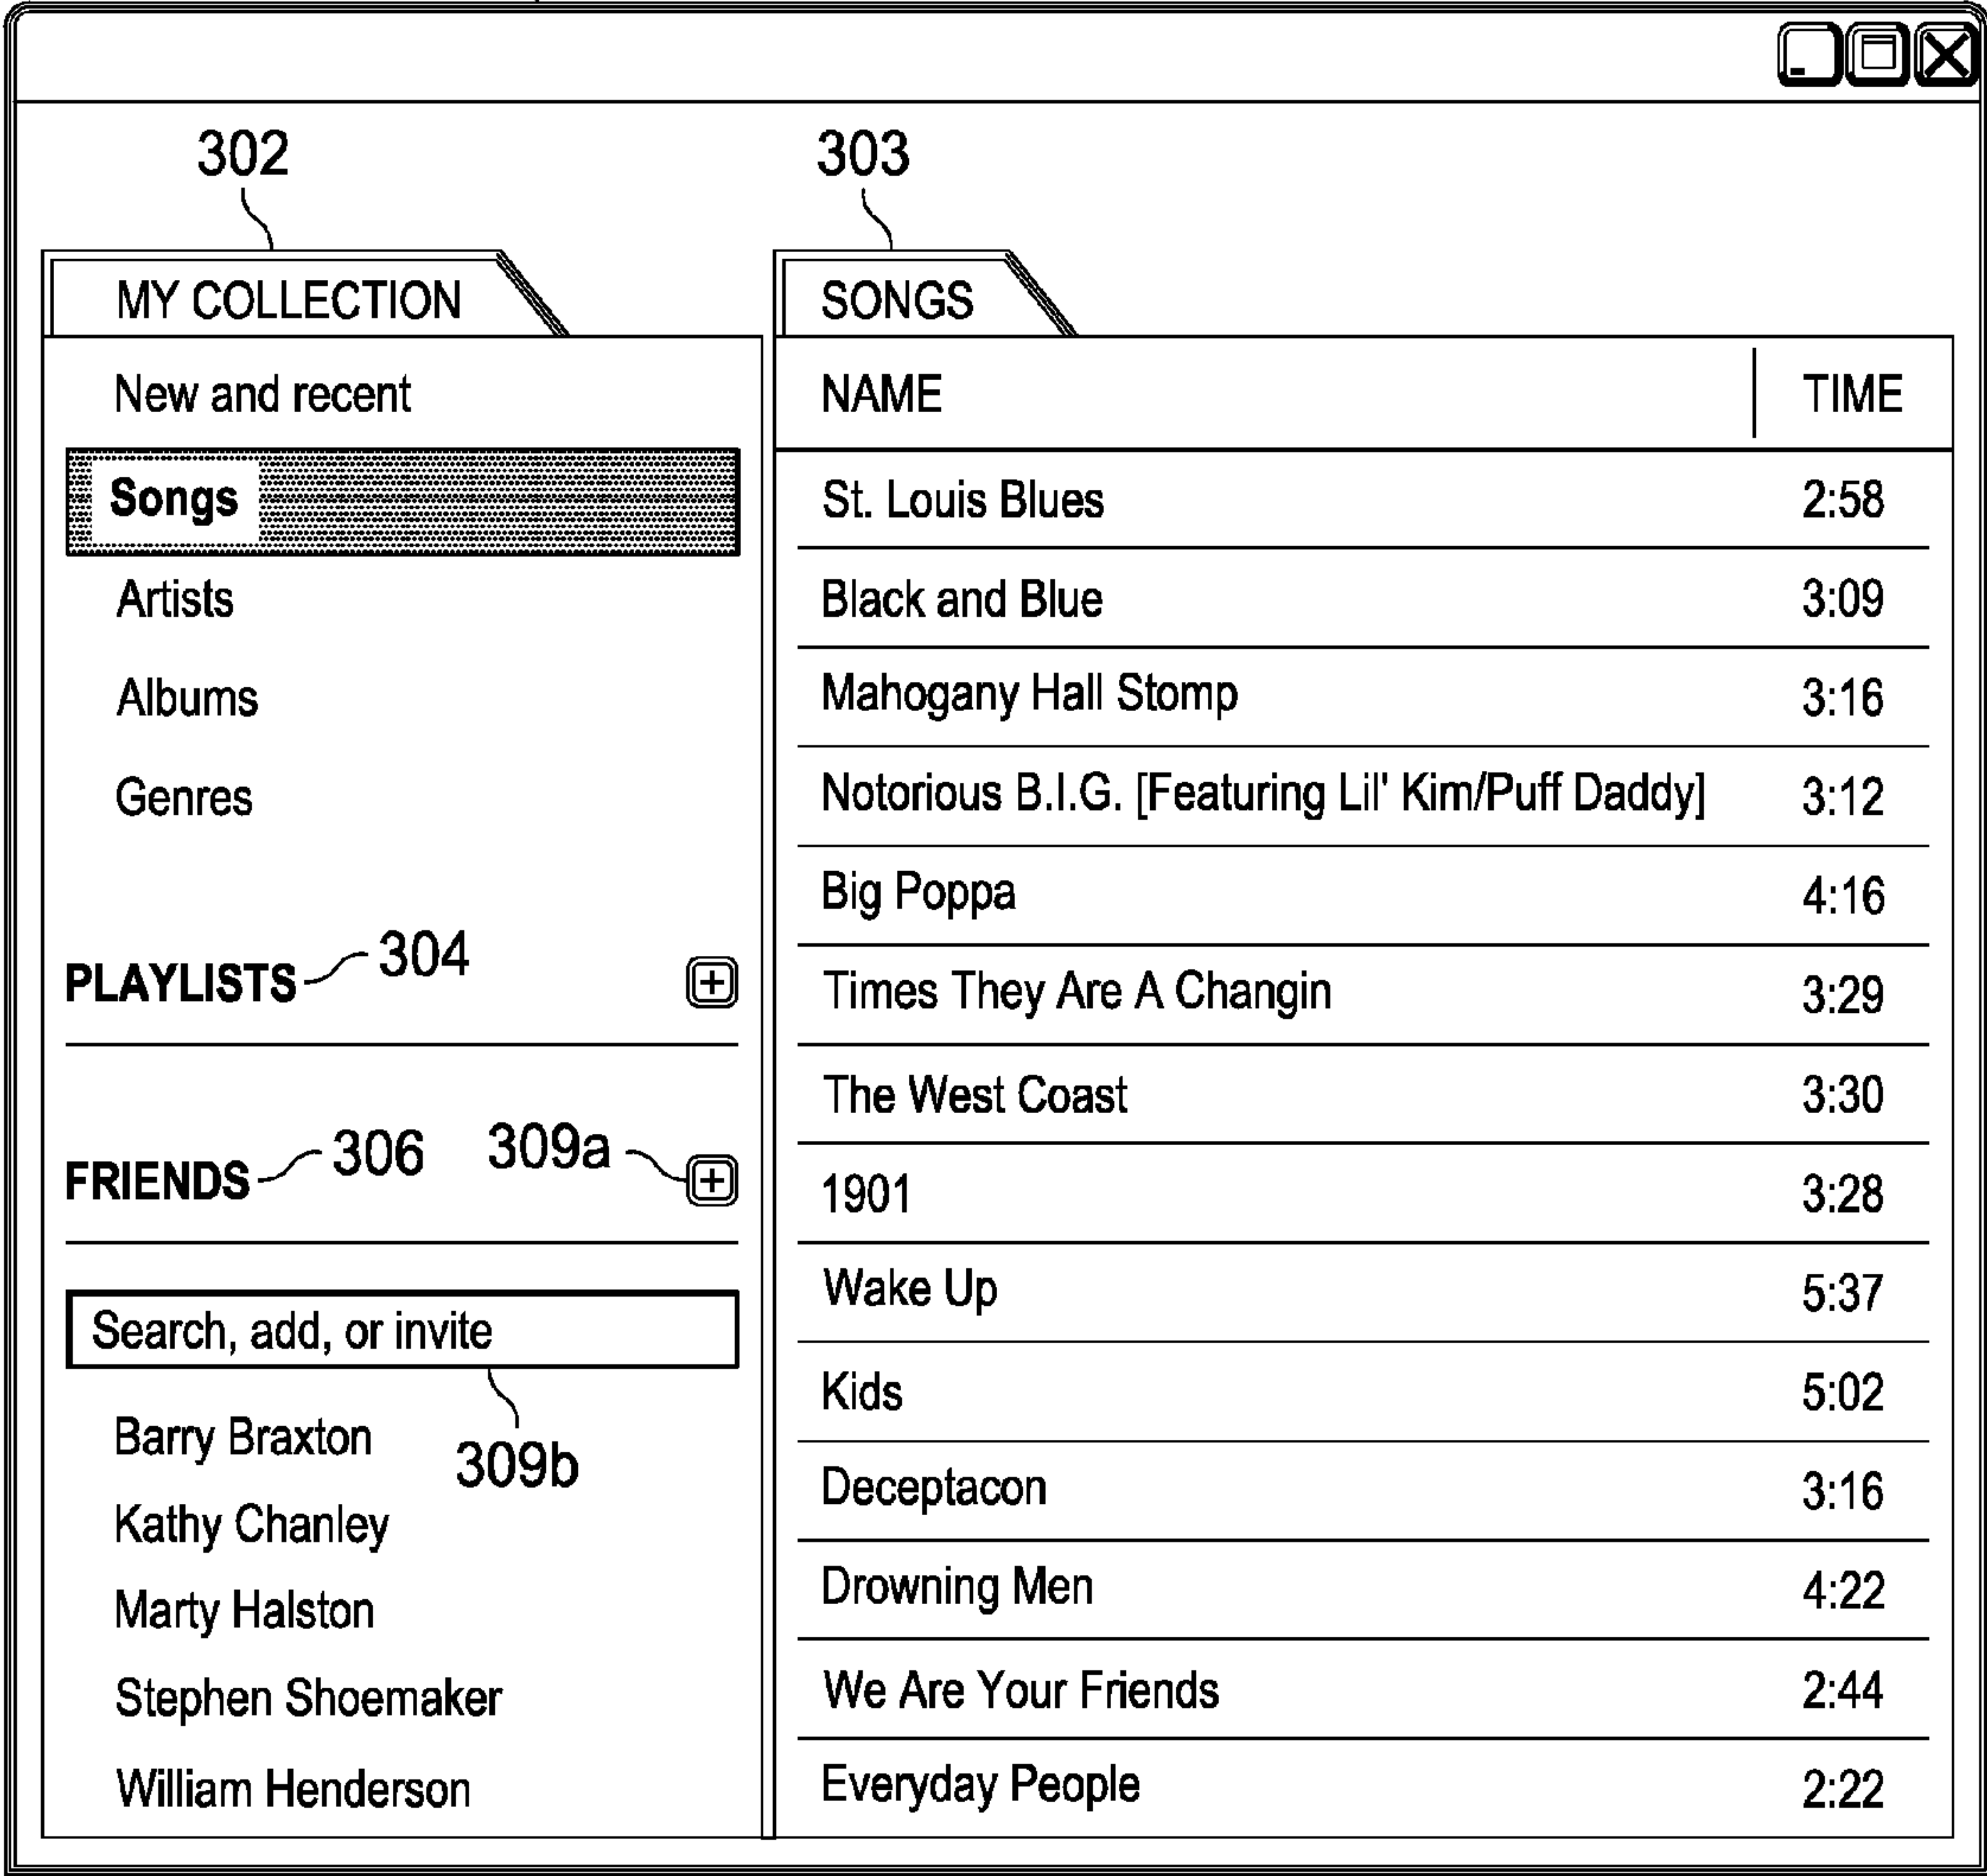 302
303
MY COLLECTION
New and recent
Songs
Artists
Albums
Genres
PLAYLISTS 304
FRIENDS 306 309a
Search, add, or invite
309b
Barry Braxton
Kathy Chanley
Marty Halston
Stephen Shoemaker
William Henderson
SONGS
NAME TIME
St. Louis Blues 2:58
Black and Blue 3:09
Mahogany Hall Stomp 3:16
Notorious B.I.G. [Featuring Lil' Kim/Puff Daddy] 3:12
Big Poppa 4:16
Times They Are A Changin 3:29
The West Coast 3:30
1901 3:28
Wake Up 5:37
Kids 5:02
Deceptacon 3:16
Drowning Men 4:22
We Are Your Friends 2:44
Everyday People 2:22